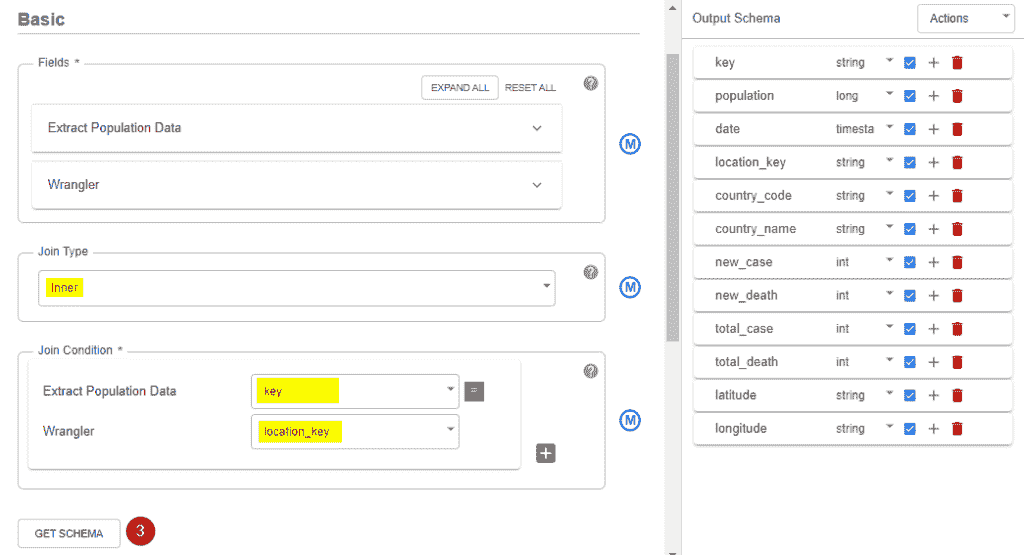 Basic
Fields *
EXPAND ALL RESET ALL
Extract Population Data
Wrangler
M
Join Type
Inner
M
Join Condition *
Extract Population Data key =
Wrangler location_key
M
+
GET SCHEMA 3
Output Schema Actions
key string
population long
date timesta
location_key string
country_code string
country_name string
new_case int
new_death int
total_case int
total_death int
latitude string
longitude string